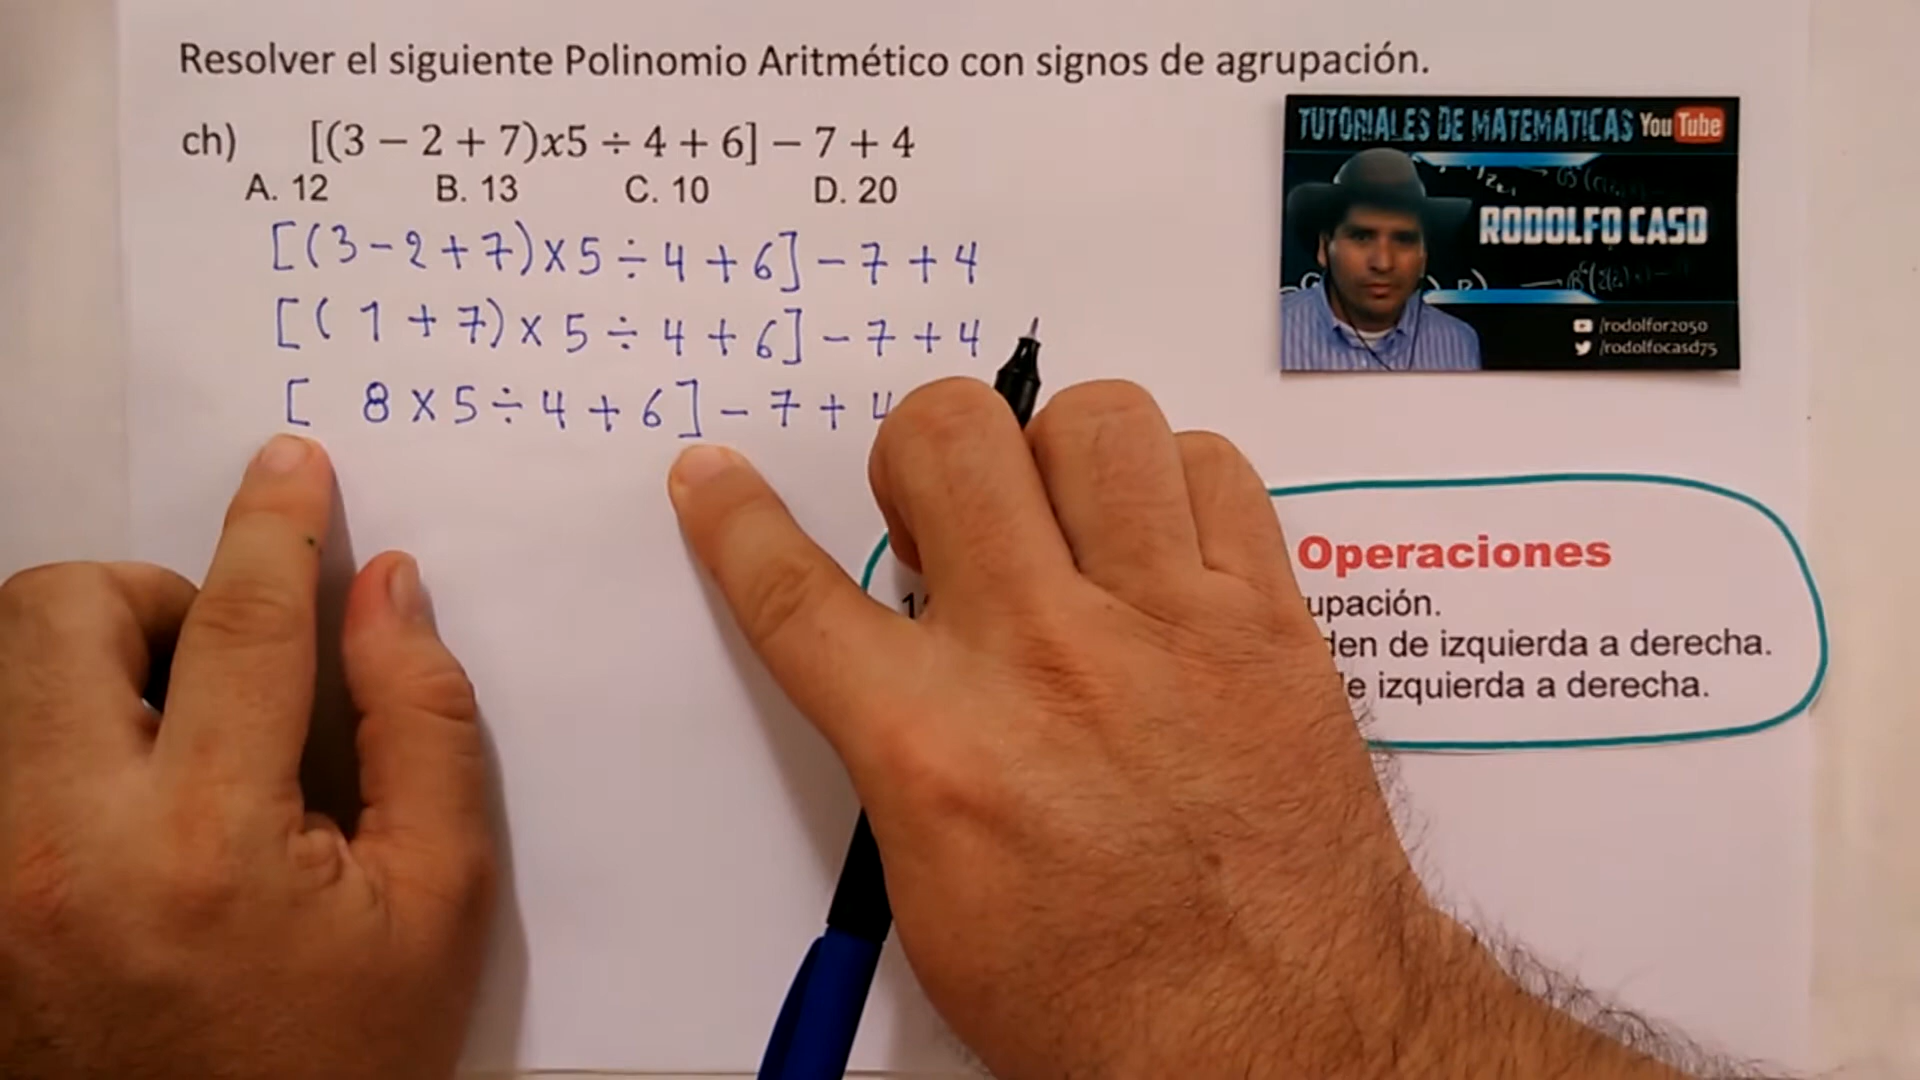 Resolver el siguiente Polinomio Aritmético con signos de agrupación.
ch) [(3 − 2 + 7)x5 ÷ 4 + 6] − 7 + 4
A. 12 B. 13 C. 10 D. 20
[(3-2+7)×5÷4+6]-7+4
[(1+7)×5÷4+6]-7+4
[ 8×5÷4+6]-7+4
TUTORIALES DE MATEMATICAS YouTube
RODOLFO CASD
/rodolfor2050
/rodolfocasd75
Operaciones
upación.
den de izquierda a derecha.
e izquierda a derecha.